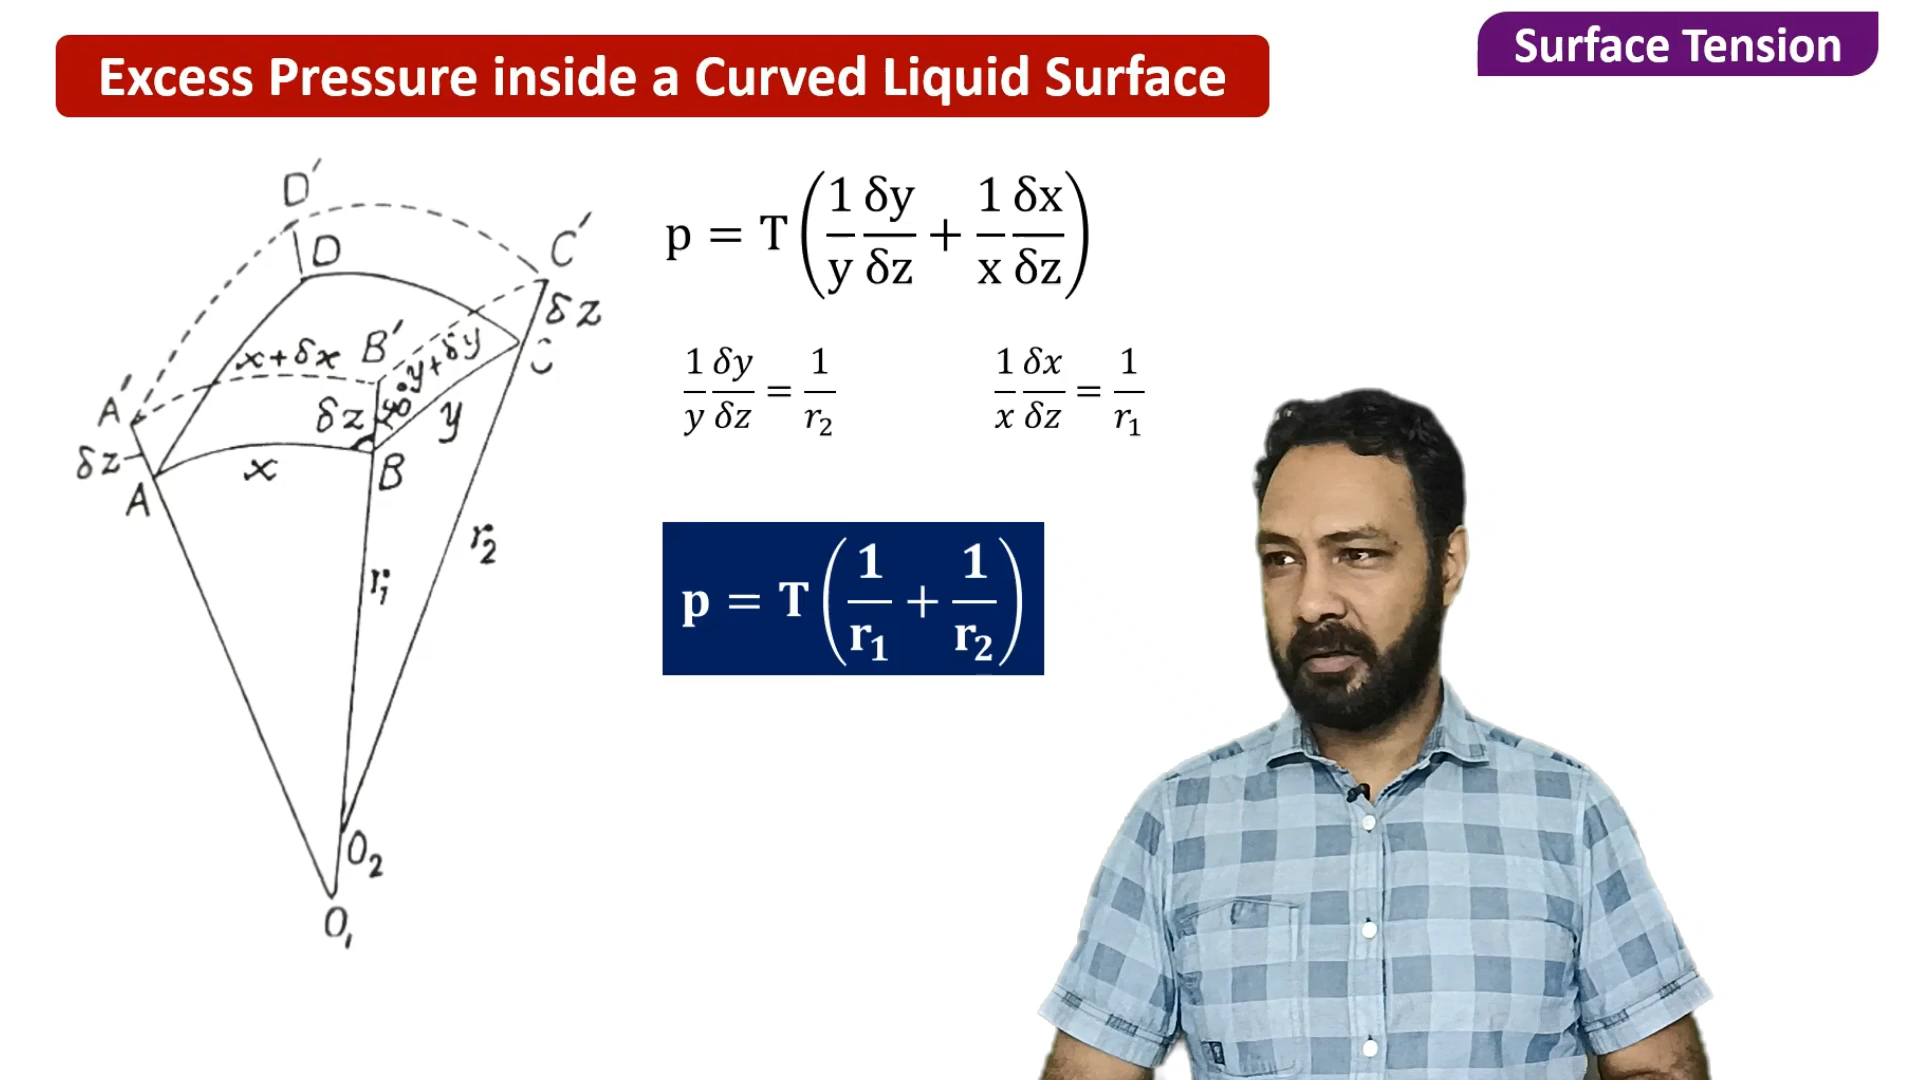 Surface Tension
Excess Pressure inside a Curved Liquid Surface
D′
D
C′
δz
C
x+δx
B′
y+δy
A′
δz
90°
y
δz
x
B
A
r₂
r₁
O₂
O₁
p = T(1/y δy/δz + 1/x δx/δz)
1/y δy/δz = 1/r₂
1/x δx/δz = 1/r₁
p = T(1/r₁ + 1/r₂)